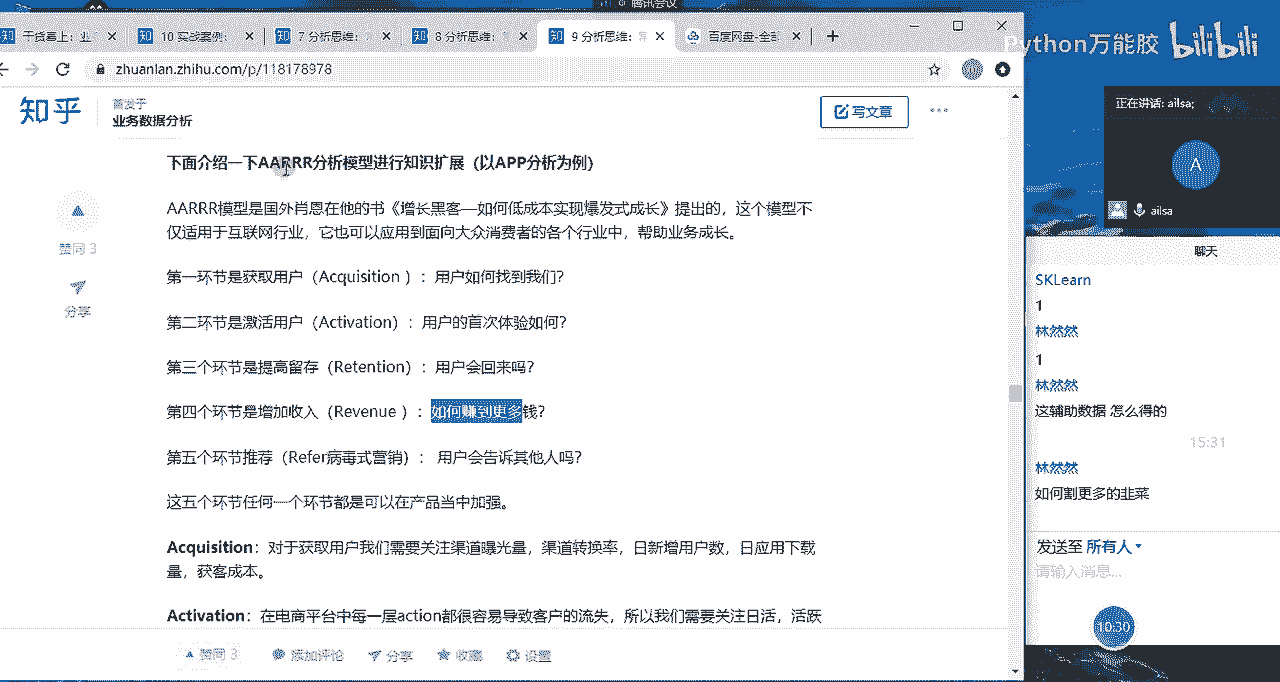 腾讯会议
干货奉上：业
10 实战案例：
7 分析思维：
8 分析思维：
9 分析思维：
百度网盘-全部
zhuanlan.zhihu.com/p/118178978
Python万能胶 bilibili
知乎
首发于
业务数据分析
写文章
正在讲话: ailsa;
A
ailsa
下面介绍一下AARRR分析模型进行知识扩展（以APP分析为例）
AARRR模型是国外肖恩在他的书《增长黑客—如何低成本实现爆发式成长》提出的，这个模型不
仅适用于互联网行业，它也可以应用到面向大众消费者的各个行业中，帮助业务成长。
赞同 3
分享
第一环节是获取用户（Acquisition ）：用户如何找到我们？
第二环节是激活用户（Activation）：用户的首次体验如何？
第三个环节是提高留存（Retention）：用户会回来吗？
第四个环节是增加收入（Revenue ）：如何赚到更多钱？
第五个环节推荐（Refer病毒式营销）： 用户会告诉其他人吗？
这五个环节任何一个环节都是可以在产品当中加强。
Acquisition：对于获取用户我们需要关注渠道曝光量，渠道转换率，日新增用户数，日应用下载
量，获客成本。
Activation：在电商平台中每一层action都很容易导致客户的流失，所以我们需要关注日活，活跃
赞同 3
添加评论
分享
收藏
设置
聊天
SKLearn
1
林然然
1
林然然
这辅助数据 怎么得的
15:31
林然然
如何割更多的韭菜
发送至 所有人
请输入消息...
10:30